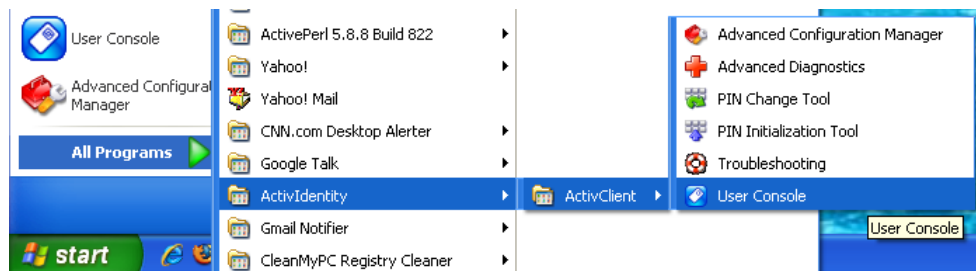 User Console
Advanced Configurat
Manager
All Programs
start
ActivePerl 5.8.8 Build 822
Yahoo!
Yahoo! Mail
CNN.com Desktop Alerter
Google Talk
ActivIdentity
Gmail Notifier
CleanMyPC Registry Cleaner
ActivClient
Advanced Configuration Manager
Advanced Diagnostics
PIN Change Tool
PIN Initialization Tool
Troubleshooting
User Console
User Console